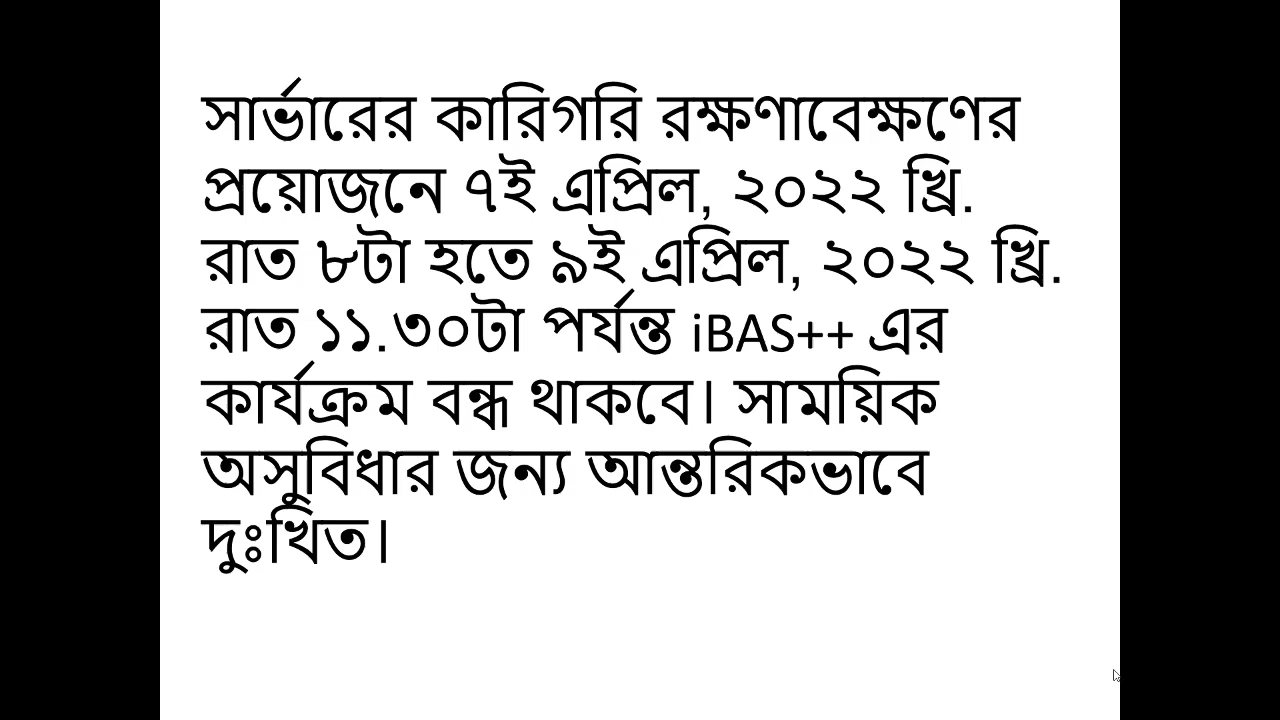 সার্ভারের কারিগরি রক্ষণাবেক্ষণের
প্রয়োজনে ৭ই এপ্রিল, ২০২২ খ্রি.
রাত ৮টা হতে ৯ই এপ্রিল, ২০২২ খ্রি.
রাত ১১.৩০টা পর্যন্ত iBAS++ এর
কার্যক্রম বন্ধ থাকবে। সাময়িক
অসুবিধার জন্য আন্তরিকভাবে
দুঃখিত।